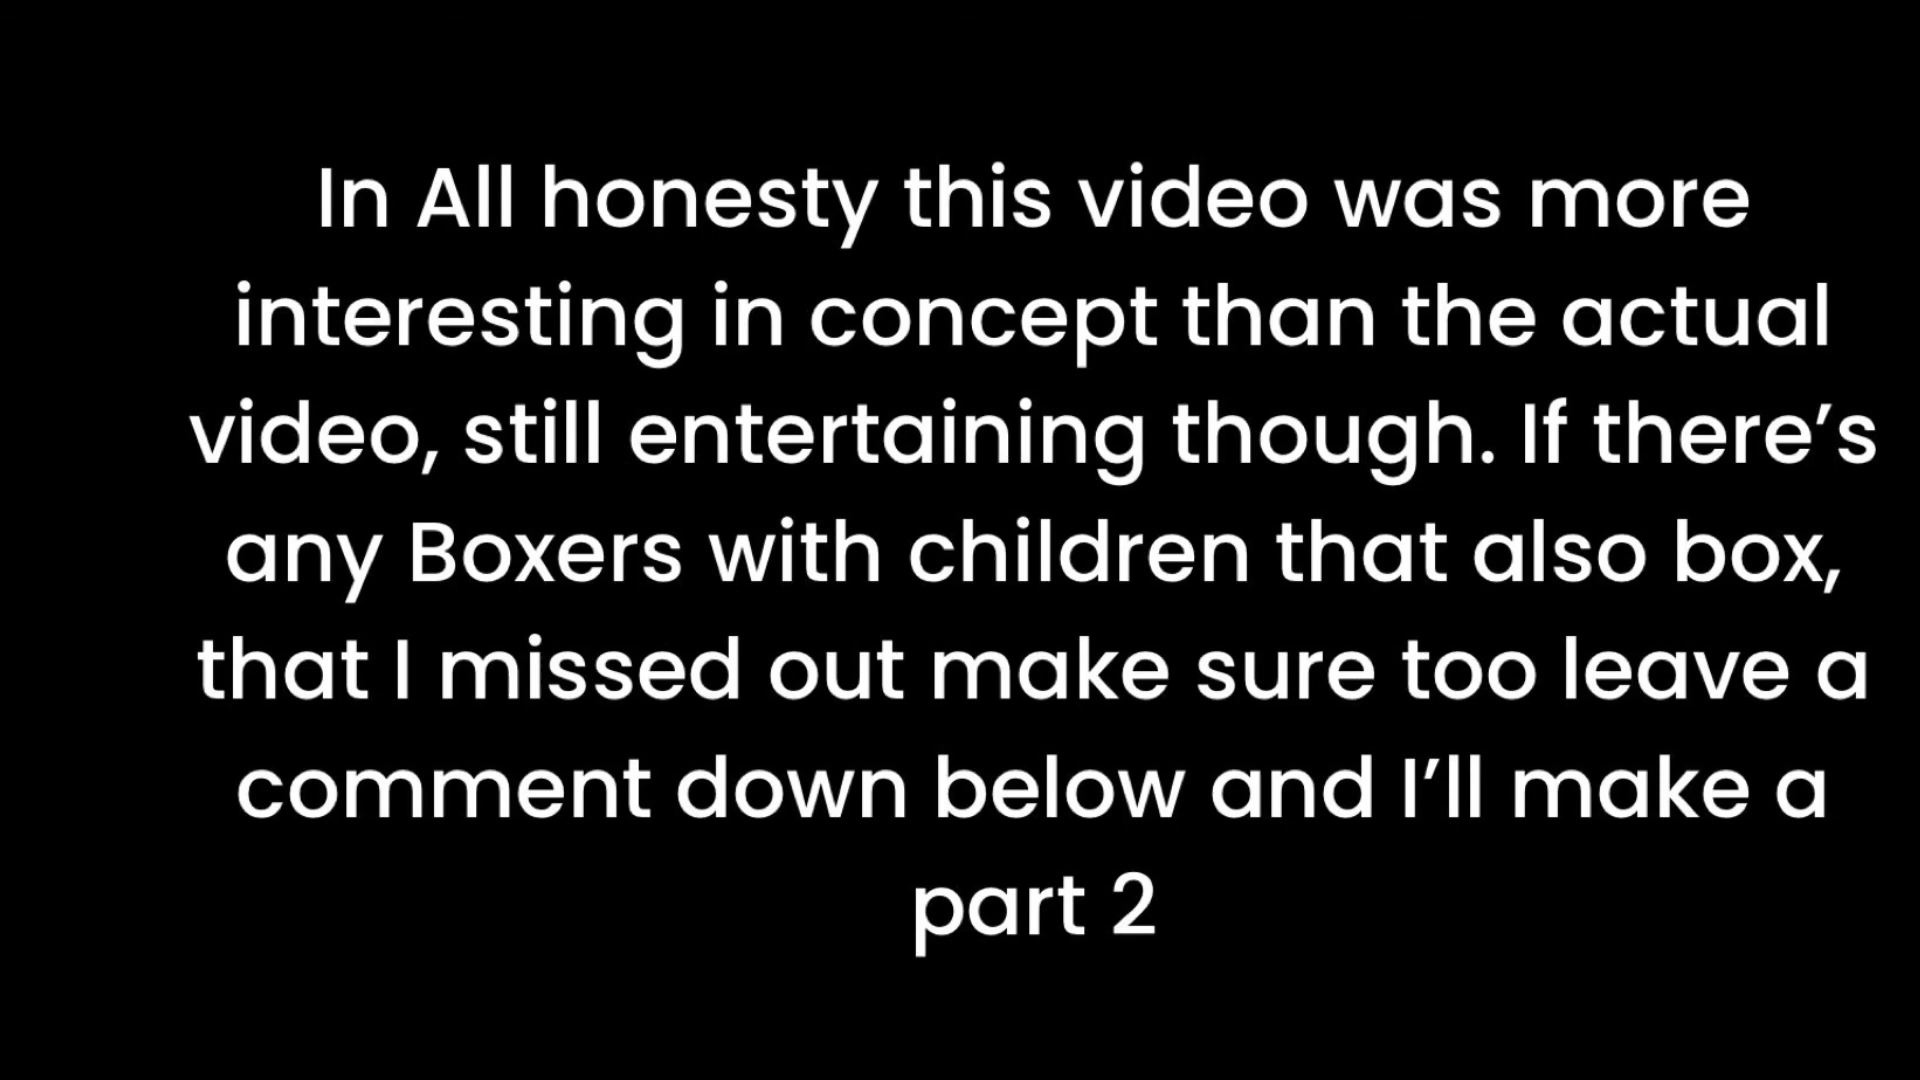 In All honesty this video was more
interesting in concept than the actual
video, still entertaining though. If there’s
any Boxers with children that also box,
that I missed out make sure too leave a
comment down below and I’ll make a
part 2